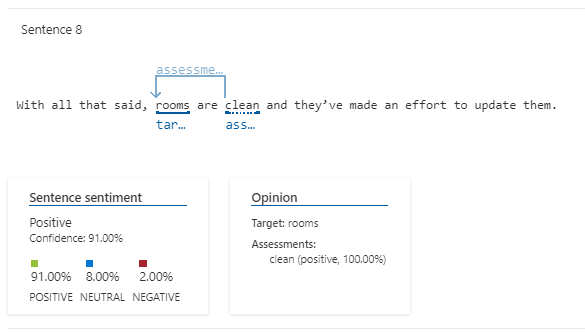 Sentence 8
assessme...
With all that said, rooms are clean and they’ve made an effort to update them.
tar... ass...
Sentence sentiment
Positive
Confidence: 91.00%
91.00% 8.00% 2.00%
POSITIVE NEUTRAL NEGATIVE
Opinion
Target: rooms
Assessments:
clean (positive, 100.00%)